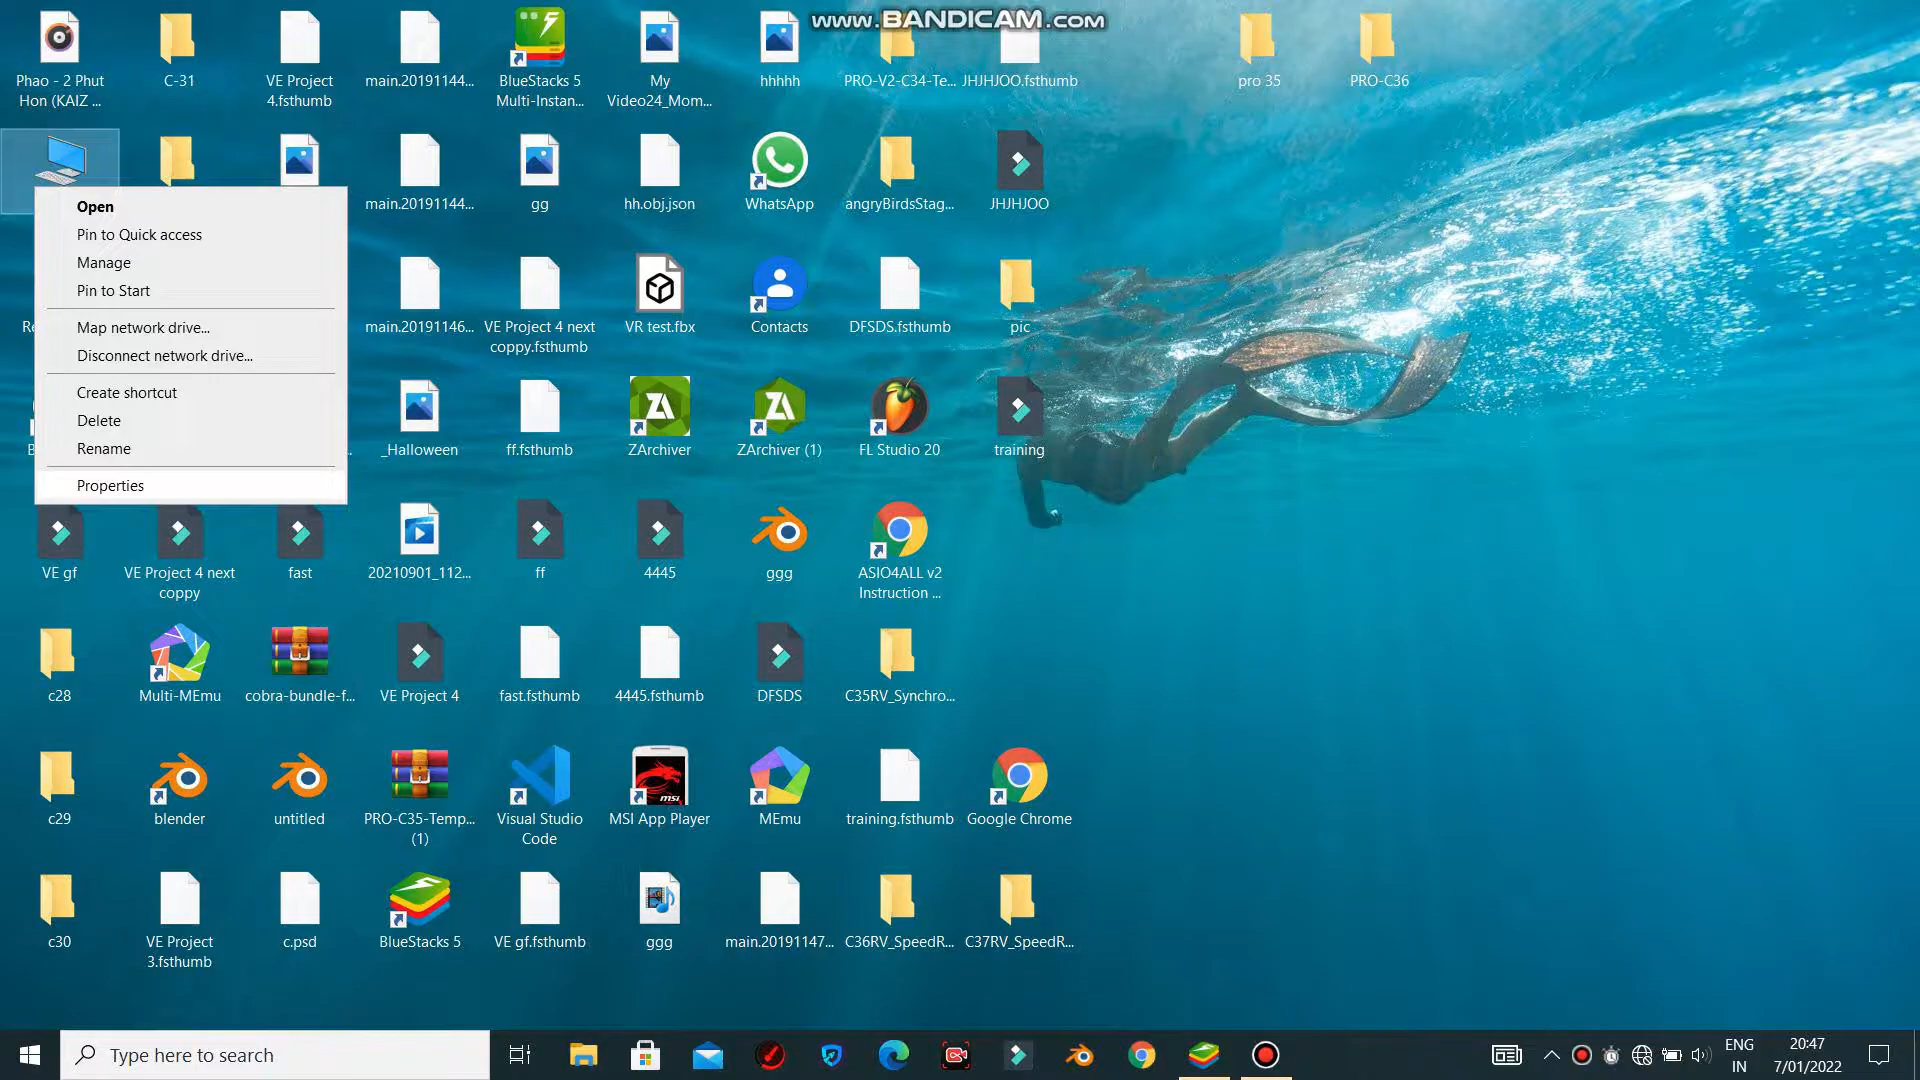 www.BANDICAM.com
Phao - 2 Phut
Hon (KAIZ ...
C-31
VE Project
4.fsthumb
main.20191144...
BlueStacks 5
Multi-Instan...
My
Video24_Mom...
hhhhh
PRO-V2-C34-Te...
JHJHJOO.fsthumb
pro 35
PRO-C36
main.20191144...
gg
hh.obj.json
WhatsApp
angryBirdsStag...
JHJHJOO
Open
Pin to Quick access
Manage
Pin to Start
Map network drive...
Disconnect network drive...
Create shortcut
Delete
Rename
Properties
main.20191146...
VE Project 4 next
coppy.fsthumb
VR test.fbx
Contacts
DFSDS.fsthumb
pic
_Halloween
ff.fsthumb
ZArchiver
ZArchiver (1)
FL Studio 20
training
VE gf
VE Project 4 next
coppy
fast
20210901_112...
ff
4445
ggg
ASIO4ALL v2
Instruction ...
c28
Multi-MEmu
cobra-bundle-f...
VE Project 4
fast.fsthumb
4445.fsthumb
DFSDS
C35RV_Synchro...
c29
blender
untitled
PRO-C35-Temp...
(1)
Visual Studio
Code
msi
MSI App Player
MEmu
training.fsthumb
Google Chrome
c30
VE Project
3.fsthumb
c.psd
BlueStacks 5
VE gf.fsthumb
ggg
main.20191147...
C36RV_SpeedR...
C37RV_SpeedR...
Type here to search
ENG
IN
20:47
7/01/2022